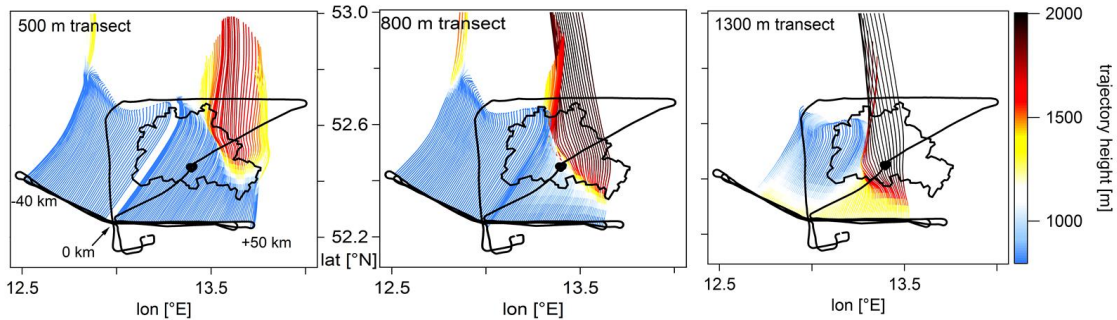 500 m transect
800 m transect
1300 m transect
53.0
52.6
52.2
lat [°N]
-40 km
0 km
+50 km
12.5
13.5
lon [°E]
12.5
13.5
lon [°E]
12.5
13.5
lon [°E]
2000
1500
1000
trajectory height [m]